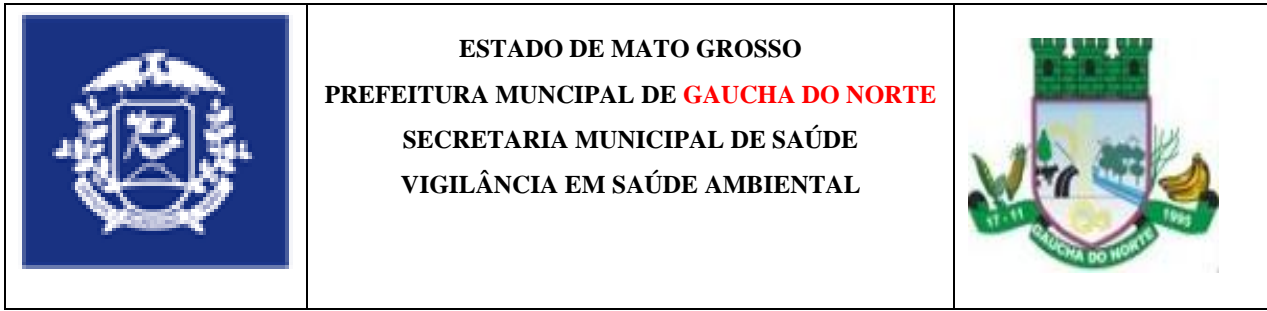 ESTADO DE MATO GROSSO
PREFEITURA MUNCIPAL DE GAUCHA DO NORTE
SECRETARIA MUNICIPAL DE SAÚDE
VIGILÂNCIA EM SAÚDE AMBIENTAL
17 - 11
1995
GAUCHA DO NORTE